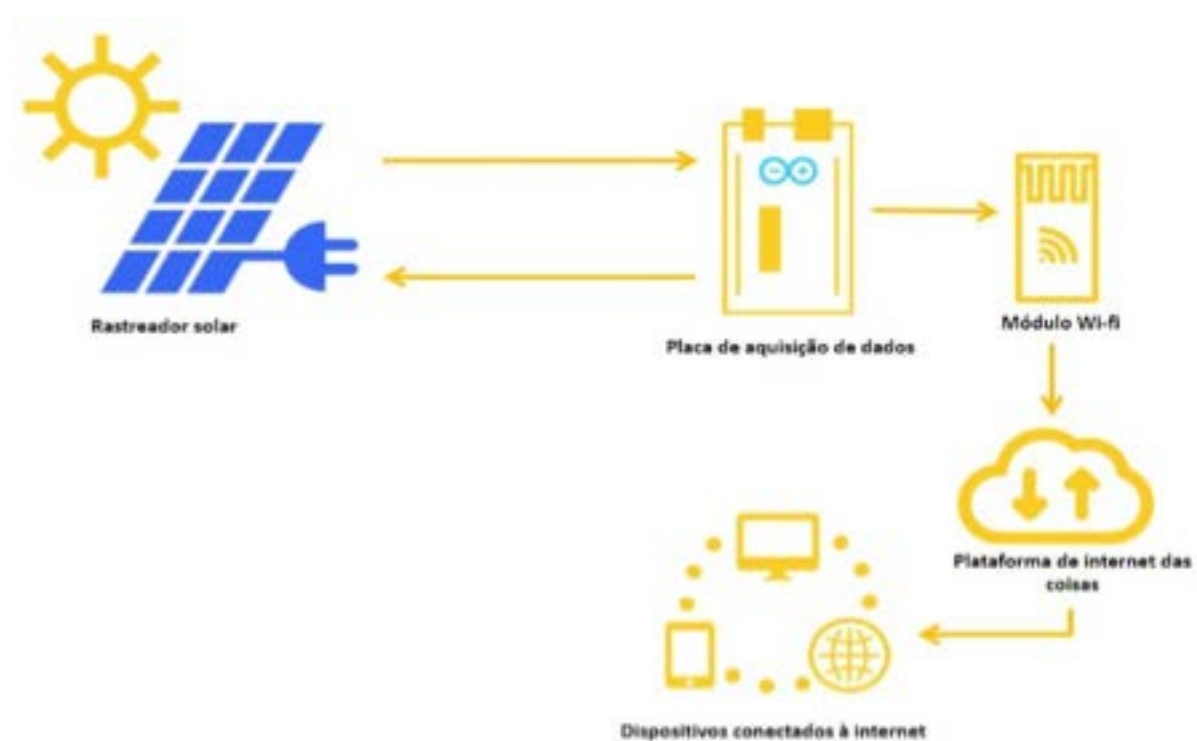 Rastreador solar
Placa de aquisição de dados
Módulo Wi-fi
Plataforma de internet das
coisas
Dispositivos conectados à internet